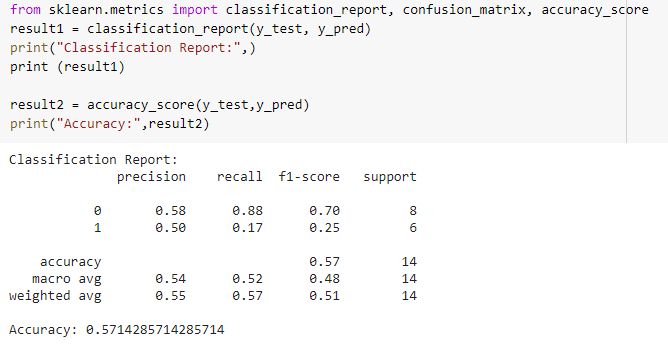 from sklearn.metrics import classification_report, confusion_matrix, accuracy_score
result1 = classification_report(y_test, y_pred)
print("Classification Report:",)
print (result1)
result2 = accuracy_score(y_test,y_pred)
print("Accuracy:",result2)
Classification Report:
precision recall f1-score support
0 0.58 0.88 0.70 8
1 0.50 0.17 0.25 6
accuracy 0.57 14
macro avg 0.54 0.52 0.48 14
weighted avg 0.55 0.57 0.51 14
Accuracy: 0.5714285714285714